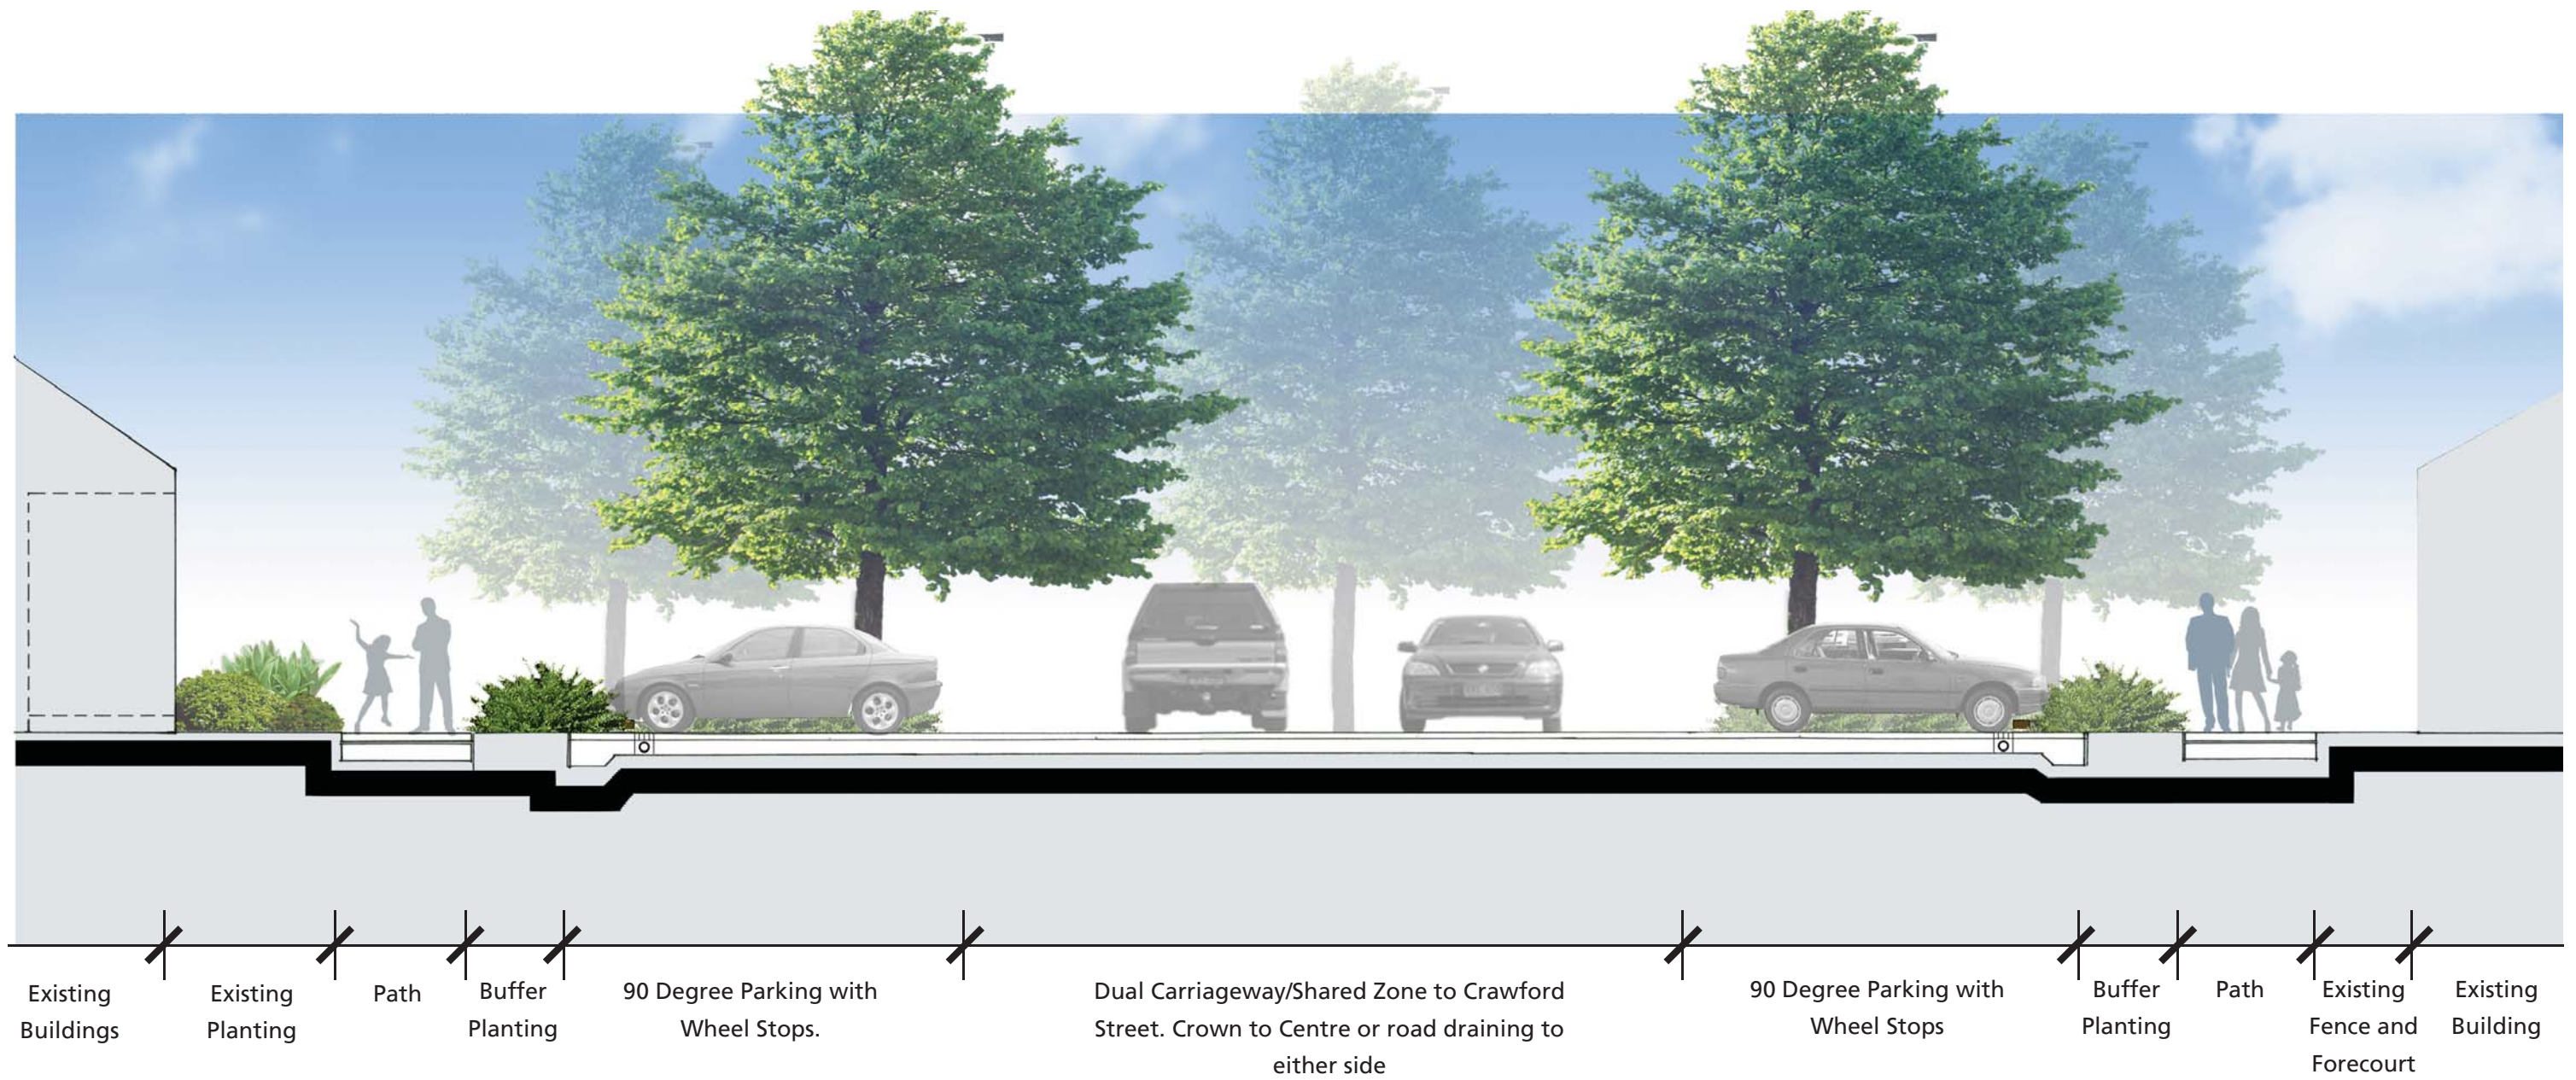 Existing
Buildings
Existing
Planting
Path
Buffer
Planting
90 Degree Parking with
Wheel Stops.
Dual Carriageway/Shared Zone to Crawford
Street. Crown to Centre or road draining to
either side
90 Degree Parking with
Wheel Stops
Buffer
Planting
Path
Existing
Fence and
Forecourt
Existing
Building